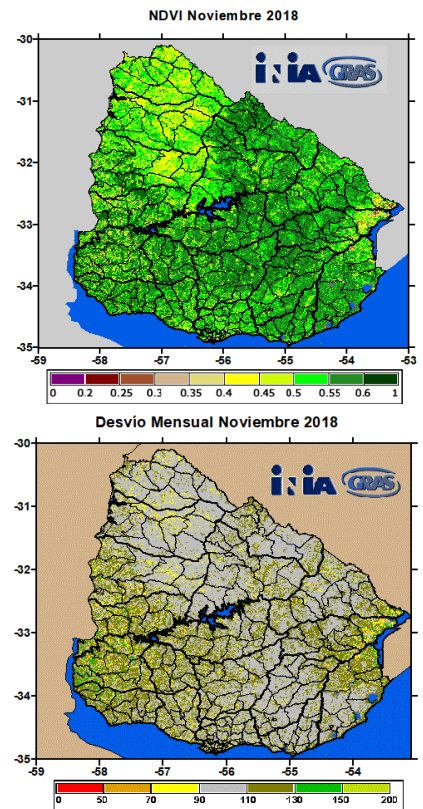 NDVI Noviembre 2018
-30
INIA GRAS
-31
-32
-33
-34
-35
-59 -58 -57 -56 -55 -54 -53
0 0.2 0.25 0.3 0.35 0.4 0.45 0.5 0.55 0.6 1
Desvío Mensual Noviembre 2018
-30
INIA GRAS
-31
-32
-33
-34
-35
-59 -58 -57 -56 -55 -54
0 50 70 90 110 130 150 200